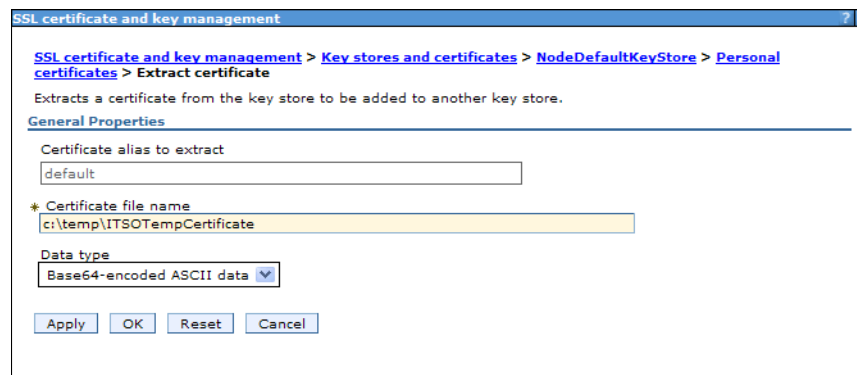 SSL certificate and key management ?
SSL certificate and key management > Key stores and certificates > NodeDefaultKeyStore > Personal
certificates > Extract certificate
Extracts a certificate from the key store to be added to another key store.
General Properties
Certificate alias to extract
default
* Certificate file name
c:\temp\ITSOTempCertificate
Data type
Base64-encoded ASCII data
Apply OK Reset Cancel